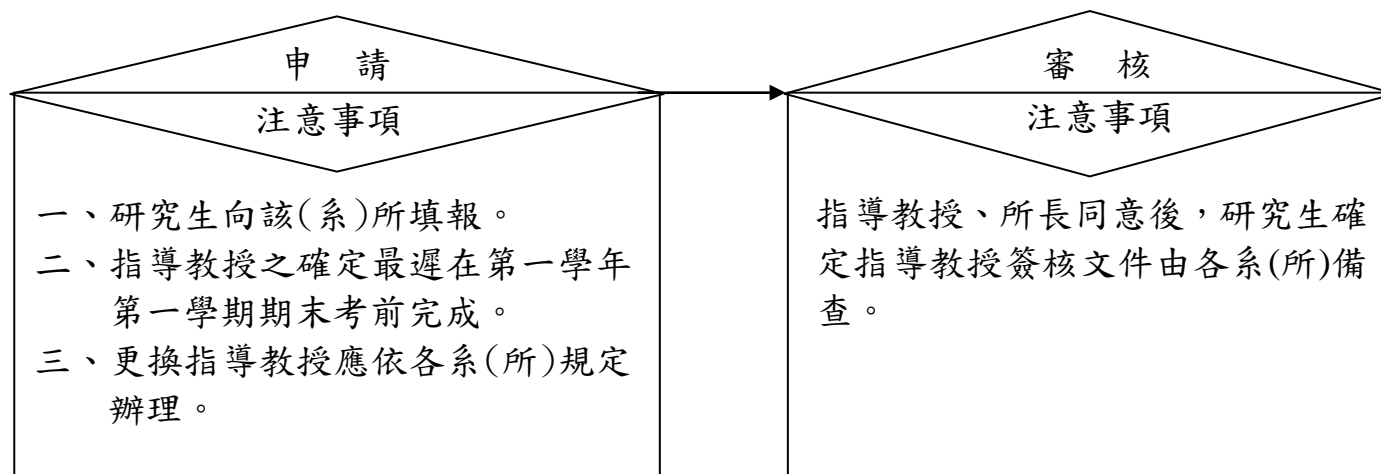 申 請
注意事項
一、研究生向該(系)所填報。
二、指導教授之確定最遲在第一學年
第一學期期末考前完成。
三、更換指導教授應依各系(所)規定
辦理。
審 核
注意事項
指導教授、所長同意後，研究生確
定指導教授簽核文件由各系(所)備
查。